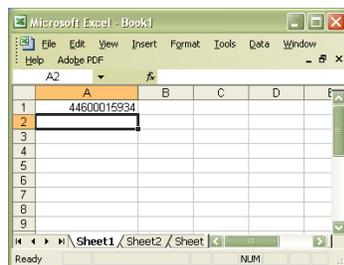 Microsoft Excel - Book1
File Edit View Insert Format Tools Data Window
Help Adobe PDF
A2 fx
A B C D E
1 44600015934
2
3
4
5
6
7
8
9
Sheet1 Sheet2 Sheet
Ready NUM